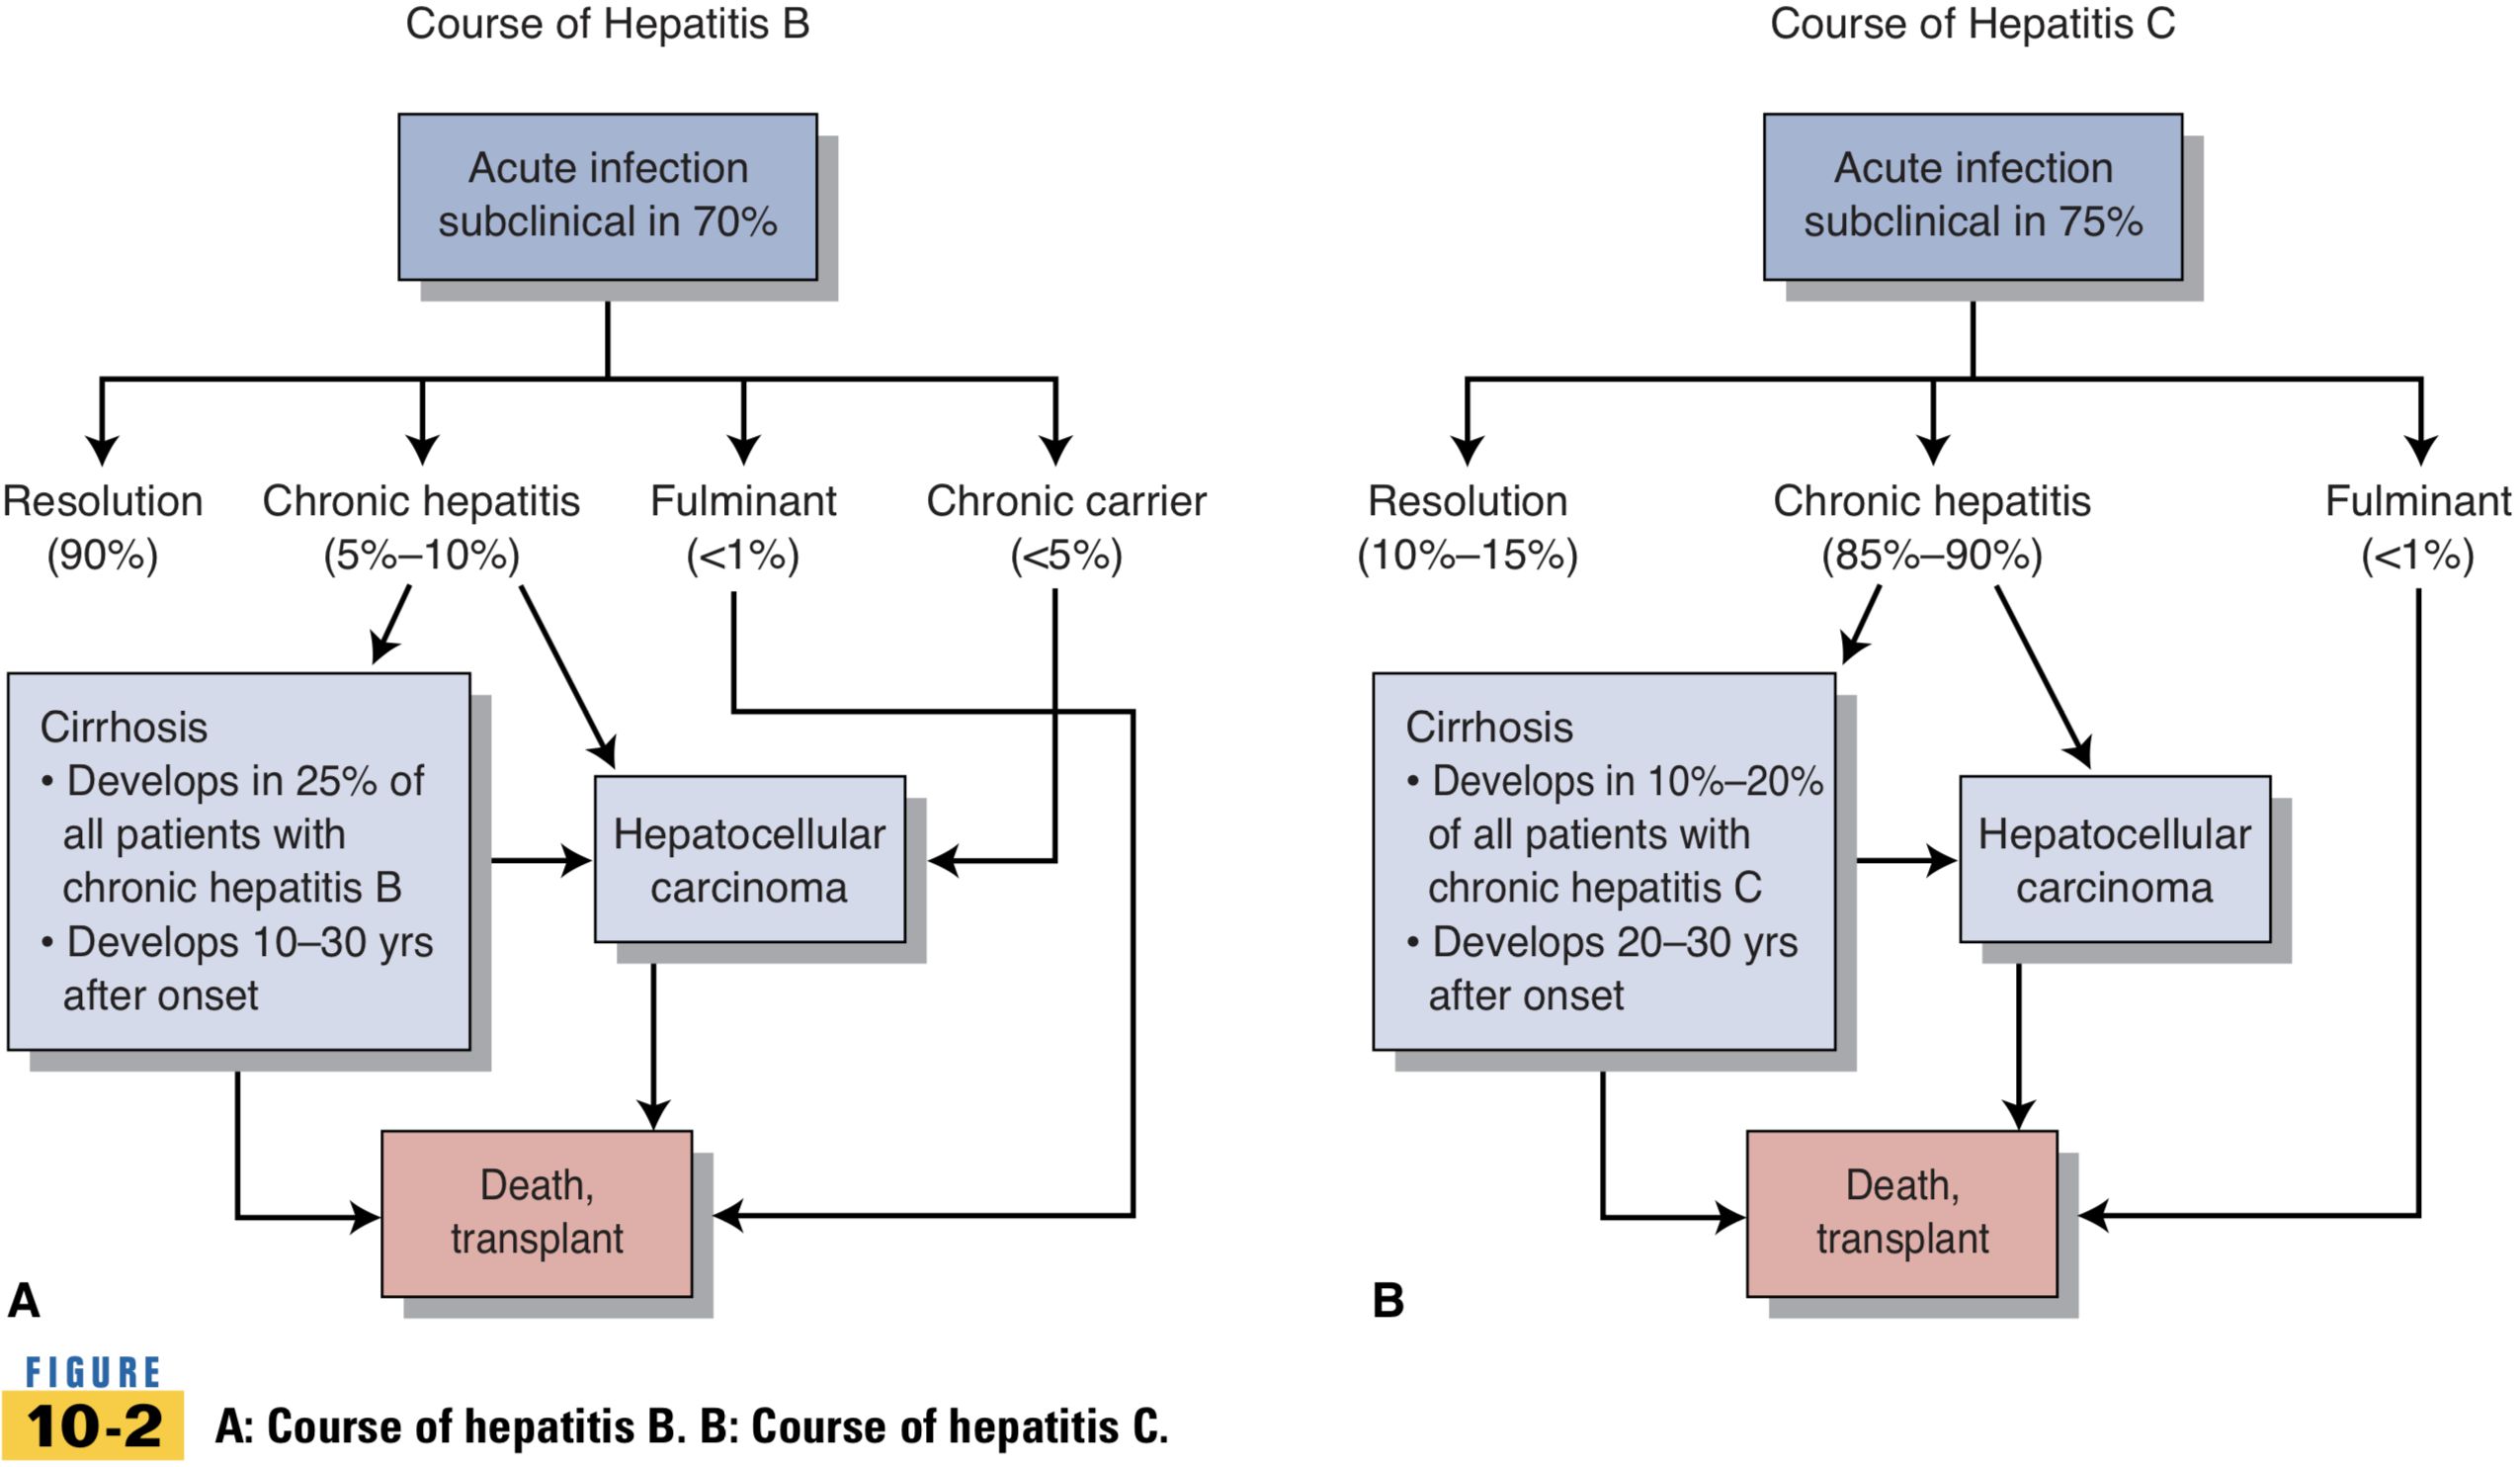 Course of Hepatitis B
Acute infection
subclinical in 70%
Resolution
(90%)
Chronic hepatitis
(5%–10%)
Fulminant
(<1%)
Chronic carrier
(<5%)
Cirrhosis
• Develops in 25% of
all patients with
chronic hepatitis B
• Develops 10–30 yrs
after onset
Hepatocellular
carcinoma
Death,
transplant
A
Course of Hepatitis C
Acute infection
subclinical in 75%
Resolution
(10%–15%)
Chronic hepatitis
(85%–90%)
Fulminant
(<1%)
Cirrhosis
• Develops in 10%–20%
of all patients with
chronic hepatitis C
• Develops 20–30 yrs
after onset
Hepatocellular
carcinoma
Death,
transplant
B
FIGURE
10-2
A: Course of hepatitis B. B: Course of hepatitis C.